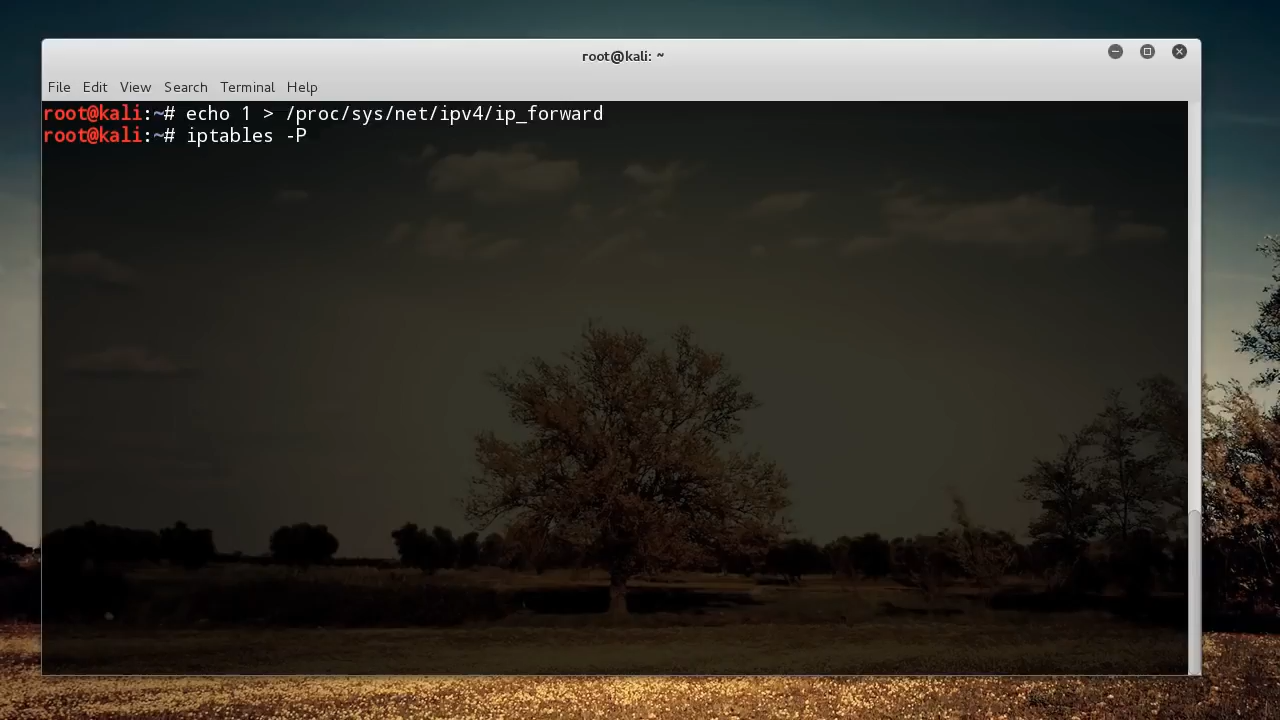 root@kali: ~
File Edit View Search Terminal Help
root@kali:~# echo 1 > /proc/sys/net/ipv4/ip_forward
root@kali:~# iptables -P